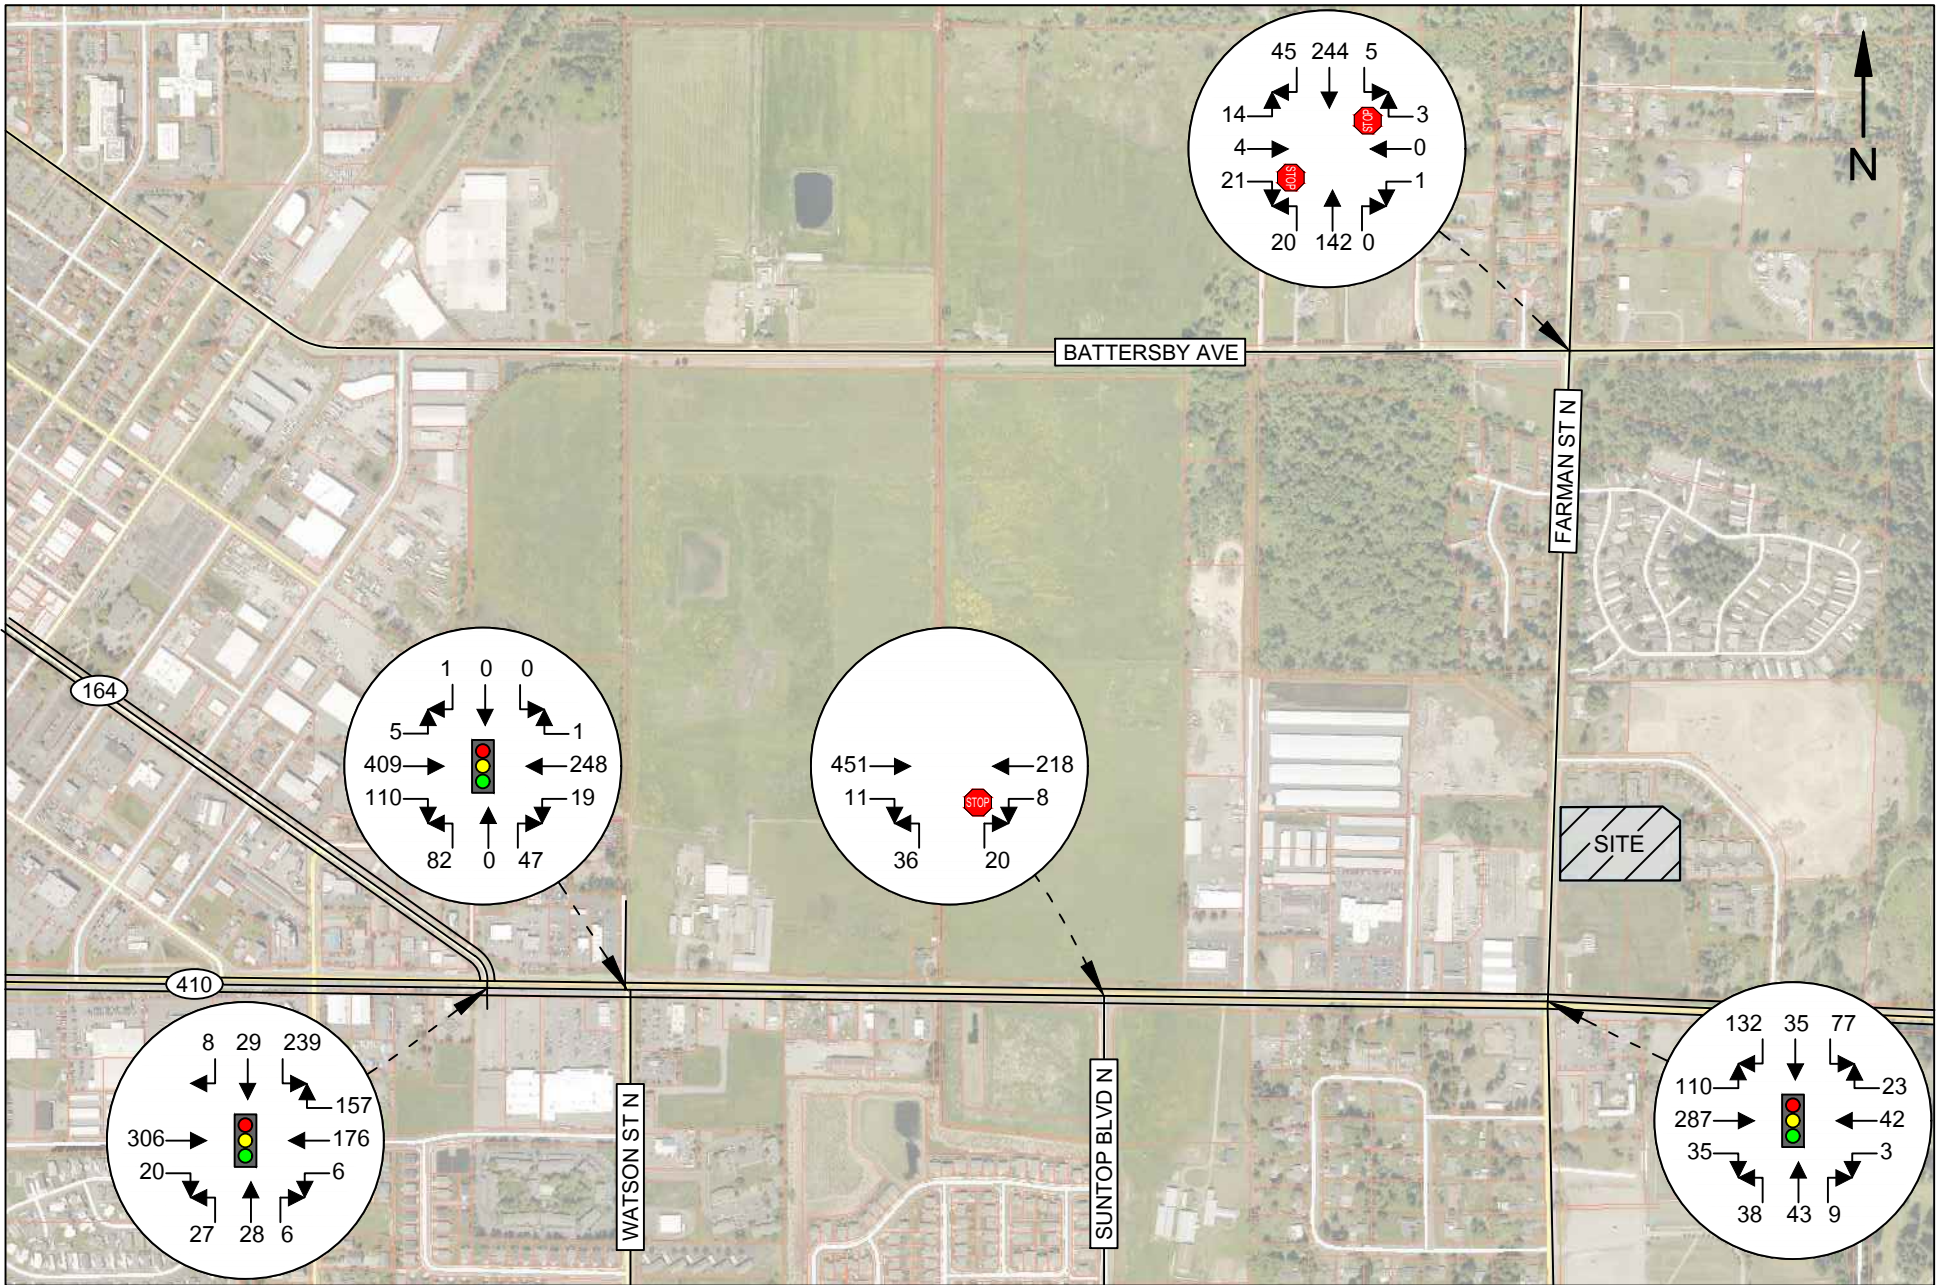 45 244 5
14 3
STOP
4 0
STOP
21 1
20 142 0
N
BATTERSBY AVE
FARMAN ST N
164
1 0 0
5 1
409 248
110 19
82 0 47
451 218
11 STOP 8
36 20
SITE
410
8 29 239
157
306 176
20 6
27 28 6
WATSON ST N
SUNTOP BLVD N
132 35 77
110 23
287 42
35 3
38 43 9